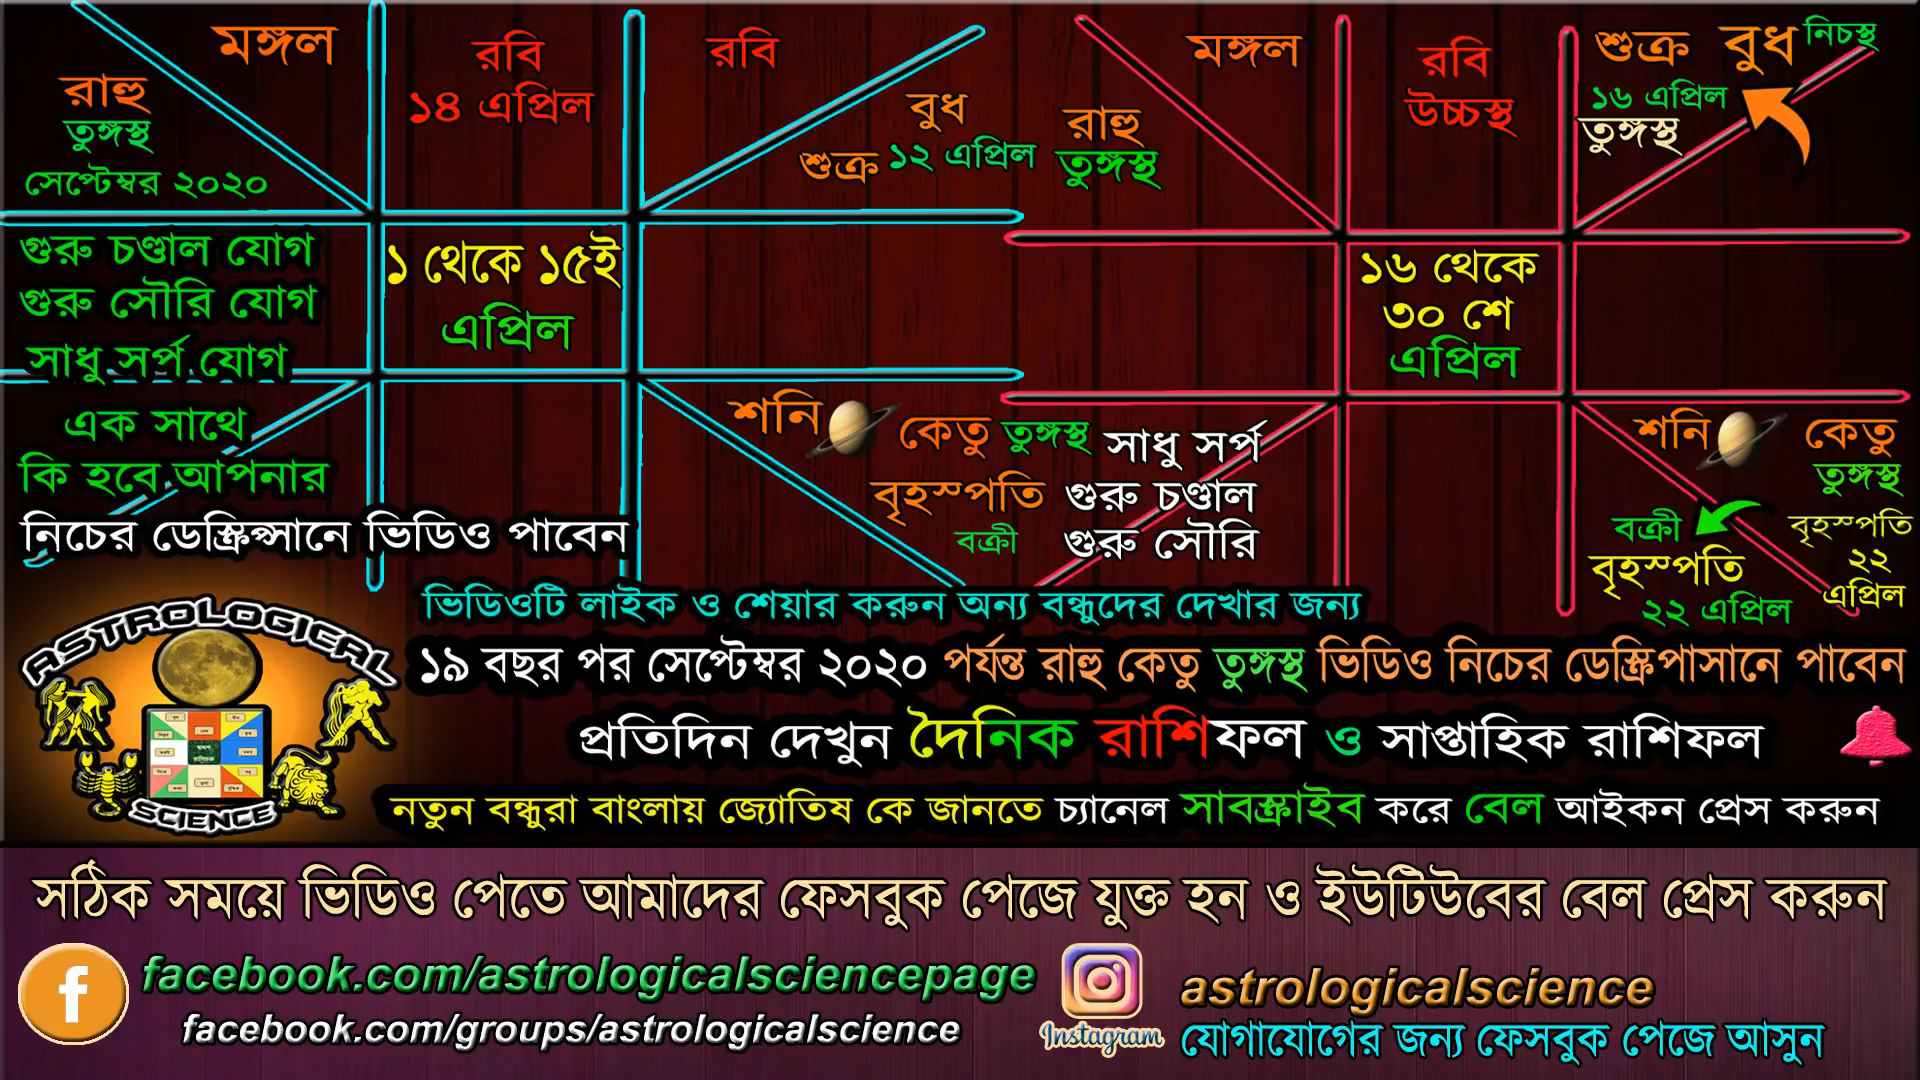 মঙ্গল
রাহু
তুঙ্গস্থ
সেপ্টেম্বর ২০২০
রবি
১৪ এপ্রিল
রবি
বুধ
শুক্র ১২ এপ্রিল
গুরু চণ্ডাল যোগ
গুরু সৌরি যোগ
সাধু সর্প যোগ
এক সাথে
কি হবে আপনার
নিচের ডেস্ক্রিপ্সানে ভিডিও পাবেন
১ থেকে ১৫ই
এপ্রিল
শনি কেতু তুঙ্গস্থ
বৃহস্পতি
বক্রী
মঙ্গল
রাহু
তুঙ্গস্থ
রবি
উচ্চস্থ
শুক্র বুধ নিচস্থ
১৬ এপ্রিল
তুঙ্গস্থ
১৬ থেকে
৩০ শে
এপ্রিল
সাধু সর্প
গুরু চণ্ডাল
গুরু সৌরি
শনি কেতু
তুঙ্গস্থ
বক্রী
বৃহস্পতি
২২ এপ্রিল
বৃহস্পতি
২২
এপ্রিল
ভিডিওটি লাইক ও শেয়ার করুন অন্য বন্ধুদের দেখার জন্য
১৯ বছর পর সেপ্টেম্বর ২০২০ পর্যন্ত রাহু কেতু তুঙ্গস্থ ভিডিও নিচের ডেস্ক্রিপাসানে পাবেন
প্রতিদিন দেখুন দৈনিক রাশিফল ও সাপ্তাহিক রাশিফল
নতুন বন্ধুরা বাংলায় জ্যোতিষ কে জানতে চ্যানেল সাবস্ক্রাইব করে বেল আইকন প্রেস করুন
ASTROLOGICAL
SCIENCE
সঠিক সময়ে ভিডিও পেতে আমাদের ফেসবুক পেজে যুক্ত হন ও ইউটিউবের বেল প্রেস করুন
f
facebook.com/astrologicalsciencepage
facebook.com/groups/astrologicalscience
Instagram
astrologicalscience
যোগাযোগের জন্য ফেসবুক পেজে আসুন